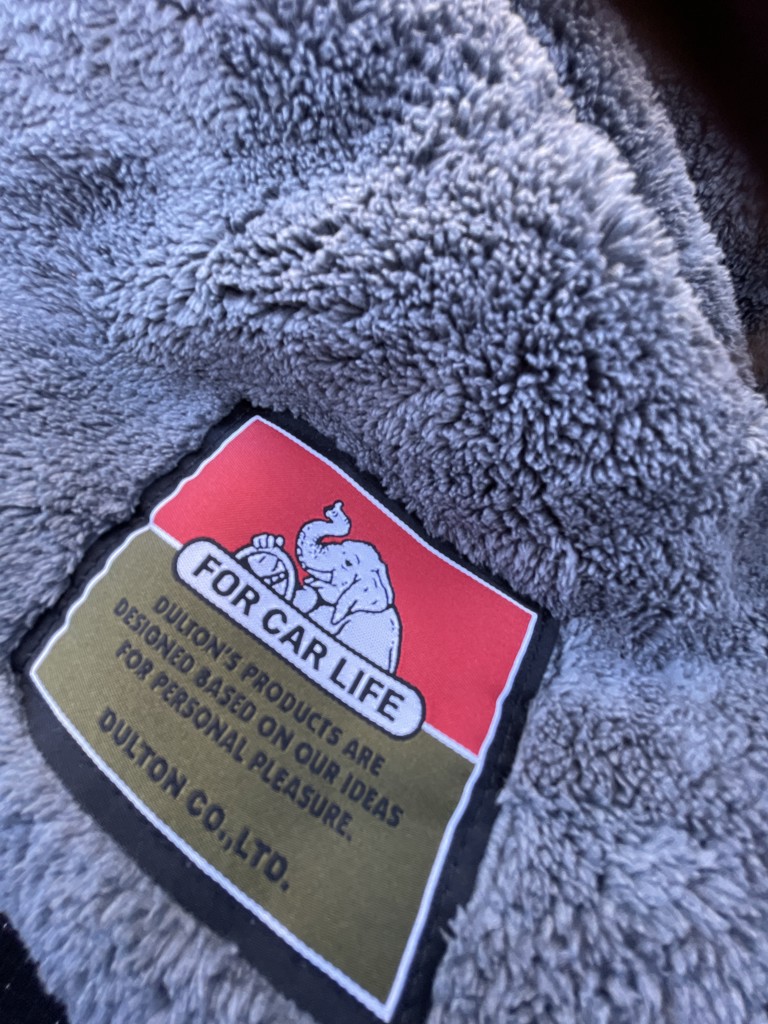 FOR CAR LIFE
DULTON'S PRODUCTS ARE
DESIGNED BASED ON OUR IDEAS
FOR PERSONAL PLEASURE.
DULTON CO.,LTD.